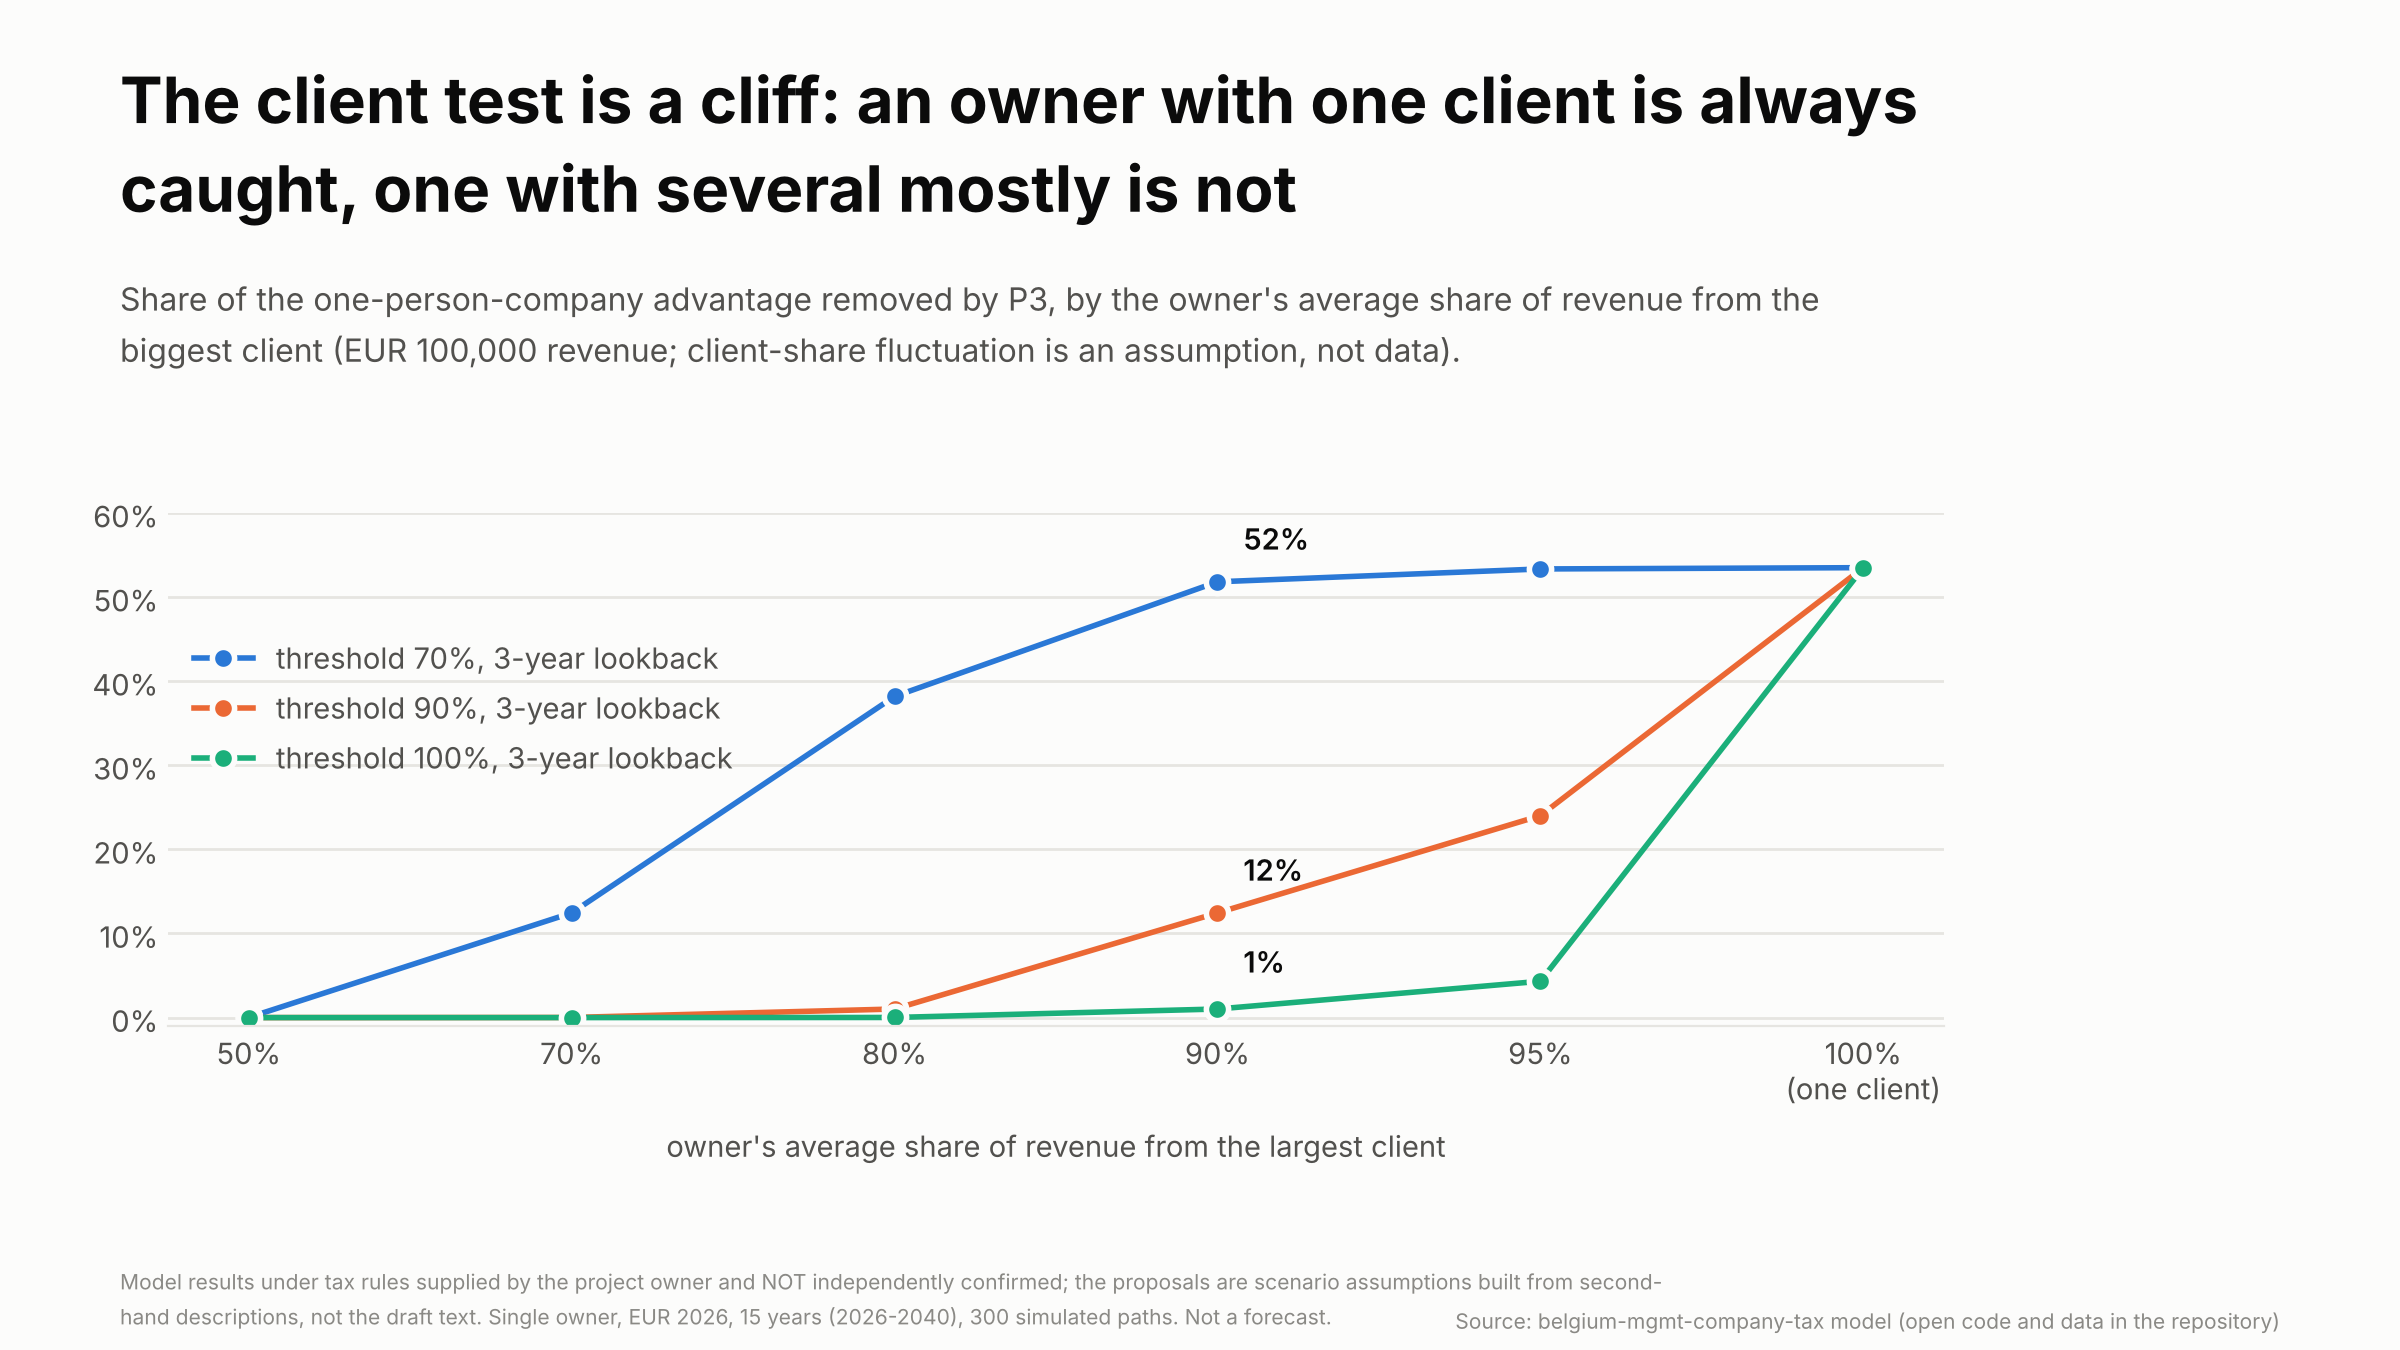 The client test is a cliff: an owner with one client is always
caught, one with several mostly is not
Share of the one-person-company advantage removed by P3, by the owner's average share of revenue from the
biggest client (EUR 100,000 revenue; client-share fluctuation is an assumption, not data).
60%
50%
40%
30%
20%
10%
0%
52%
12%
1%
threshold 70%, 3-year lookback
threshold 90%, 3-year lookback
threshold 100%, 3-year lookback
50%
70%
80%
90%
95%
100%
(one client)
owner's average share of revenue from the largest client
Model results under tax rules supplied by the project owner and NOT independently confirmed; the proposals are scenario assumptions built from second-
hand descriptions, not the draft text. Single owner, EUR 2026, 15 years (2026-2040), 300 simulated paths. Not a forecast.
Source: belgium-mgmt-company-tax model (open code and data in the repository)